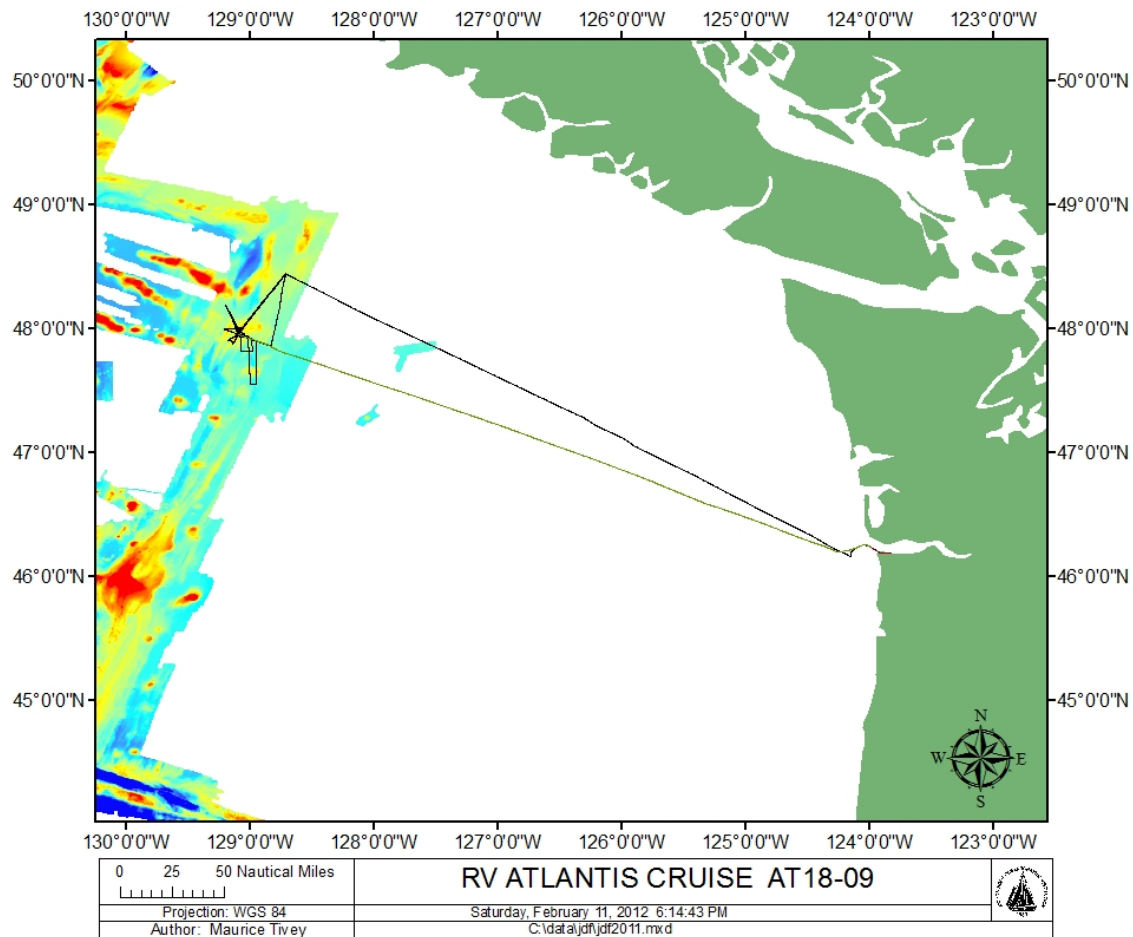 130°0'0"W 129°0'0"W 128°0'0"W 127°0'0"W 126°0'0"W 125°0'0"W 124°0'0"W 123°0'0"W
50°0'0"N 50°0'0"N
49°0'0"N 49°0'0"N
48°0'0"N 48°0'0"N
47°0'0"N 47°0'0"N
46°0'0"N 46°0'0"N
45°0'0"N 45°0'0"N
N
W E
S
130°0'0"W 129°0'0"W 128°0'0"W 127°0'0"W 126°0'0"W 125°0'0"W 124°0'0"W 123°0'0"W
0 25 50 Nautical Miles
RV ATLANTIS CRUISE AT18-09
Projection: WGS 84
Saturday, February 11, 2012 6:14:43 PM
Author: Maurice Tivey
C:\data\jdf\jdf2011.mxd